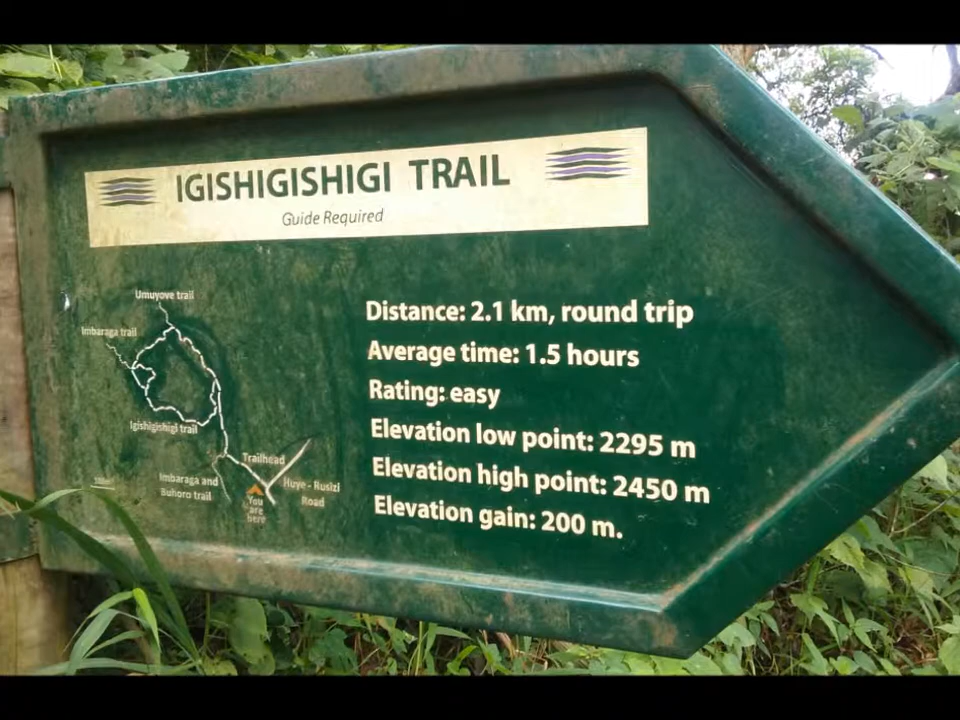 IGISHIGISHIGI TRAIL
Guide Required
Umuyove trail
Imbaraga trail
Igishigishigi trail
Trailhead
Imbaraga and
Buhoro trail
Huye - Rusizi
Road
You
are
here
Distance: 2.1 km, round trip
Average time: 1.5 hours
Rating: easy
Elevation low point: 2295 m
Elevation high point: 2450 m
Elevation gain: 200 m.